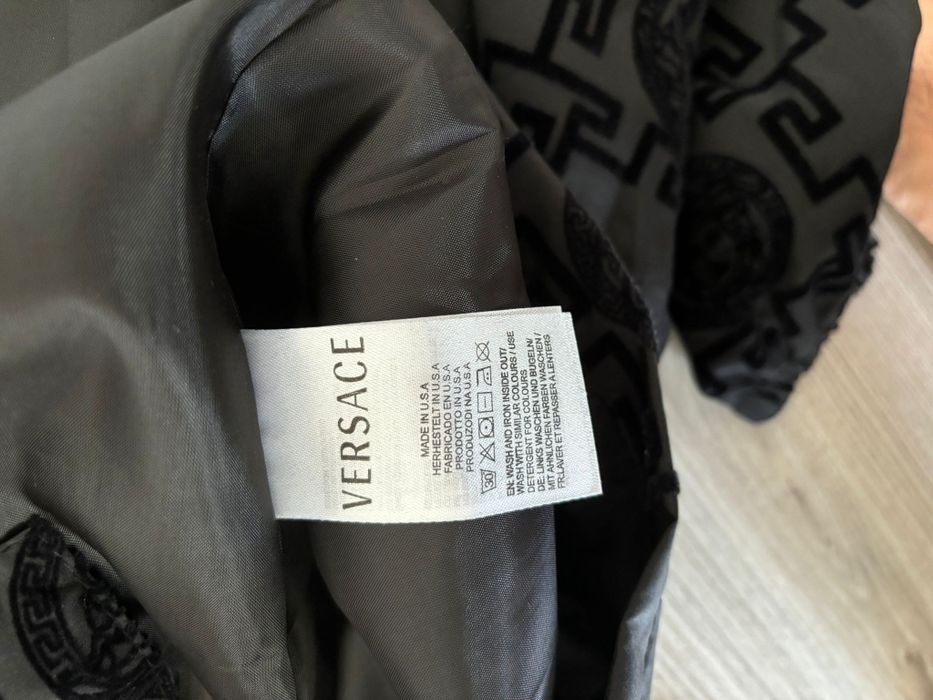 VERSACE
MADE IN U.S.A
HERHESTELT IN U.S.A
FABRICADO EN U.S.A
PRODOTTO IN U.S.A
PRODUZODI NA U.S.A
30
EN: WASH AND IRON INSIDE OUT/
WASH WITH SIMILAR COLOURS / USE
DETERGENT FOR COLOURS
DE: LINKS WASCHEN UND BUGELN/
MIT AHNLICHEN FARBEN WASCHEN /
FR:LAVER ET REPASSER A LENTERS